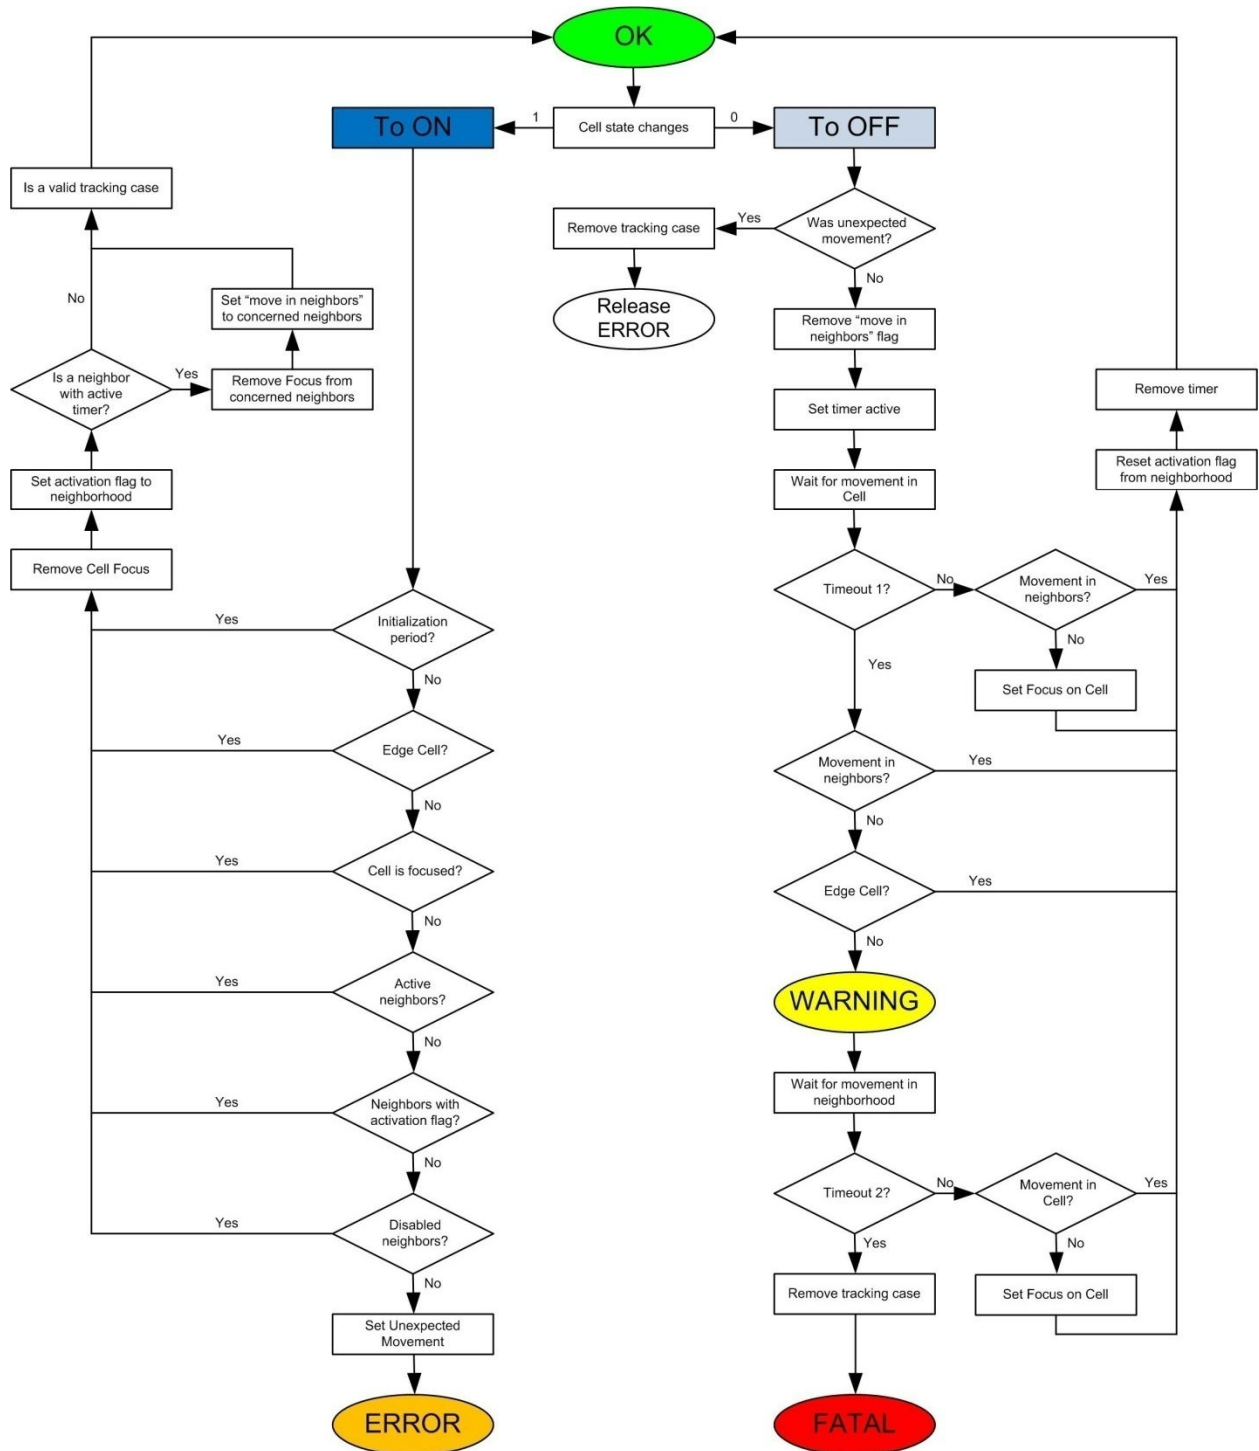 OK
To ON
1
Cell state changes
0
To OFF
Is a valid tracking case
Remove tracking case
Yes
Was unexpected
movement?
No
Release
ERROR
No
Set “move in neighbors”
to concerned neighbors
Remove “move in
neighbors” flag
Is a neighbor
with active
timer?
Yes
Remove Focus from
concerned neighbors
Set timer active
Remove timer
Set activation flag to
neighborhood
Wait for movement in
Cell
Reset activation flag
from neighborhood
Remove Cell Focus
Timeout 1?
No
Movement in
neighbors?
Yes
Yes
Initialization
period?
No
No
Yes
Set Focus on Cell
Yes
Edge Cell?
No
Movement in
neighbors?
Yes
No
Yes
Cell is focused?
No
Edge Cell?
Yes
No
Yes
Active
neighbors?
No
WARNING
Wait for movement in
neighborhood
Yes
Neighbors with
activation flag?
No
Timeout 2?
No
Movement in
Cell?
Yes
Yes
No
Yes
Disabled
neighbors?
No
Remove tracking case
Set Focus on Cell
Set Unexpected
Movement
ERROR
FATAL